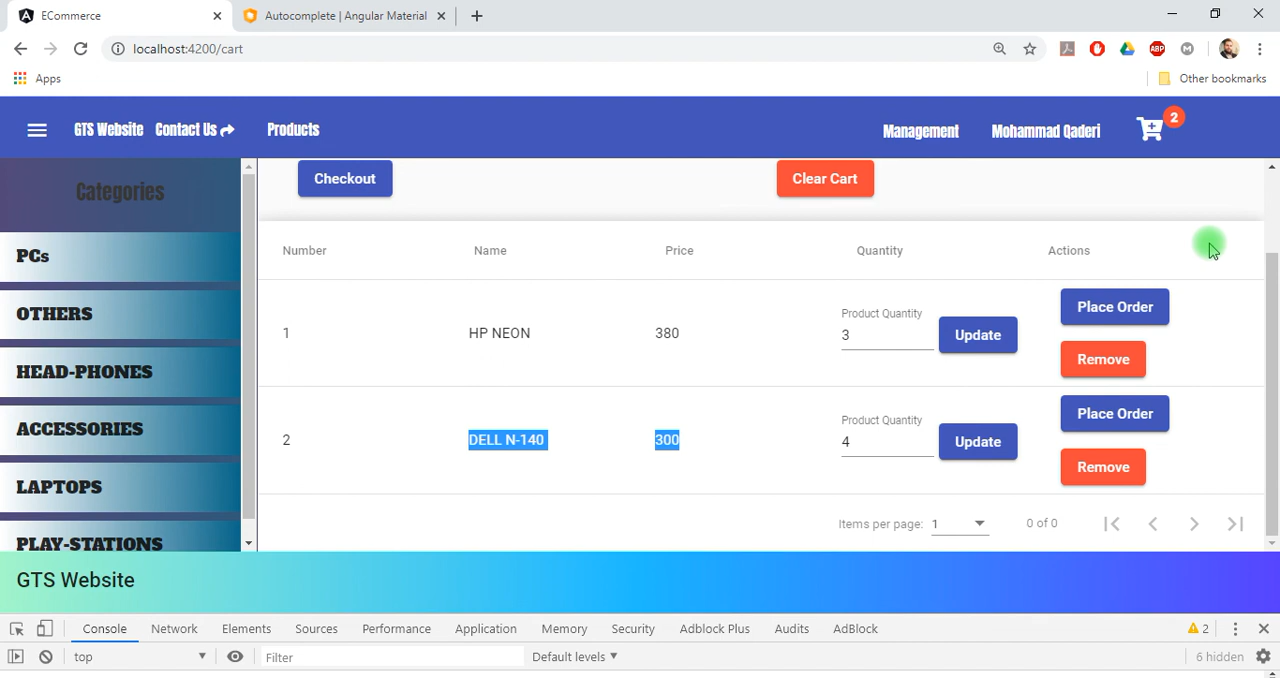 ECommerce
Autocomplete | Angular Material
localhost:4200/cart
ABP
M
Apps
Other bookmarks
GTS Website Contact Us Products Management Mohammad Qaderi 2
Categories
PCs
OTHERS
HEAD-PHONES
ACCESSORIES
LAPTOPS
PLAY-STATIONS
Checkout Clear Cart
Number Name Price Quantity Actions
1 HP NEON 380 Product Quantity 3 Update Place Order
Remove
2 DELL N-140 300 Product Quantity 4 Update Place Order
Remove
Items per page: 1 0 of 0
GTS Website
Console Network Elements Sources Performance Application Memory Security Adblock Plus Audits AdBlock 2
top Filter Default levels 6 hidden